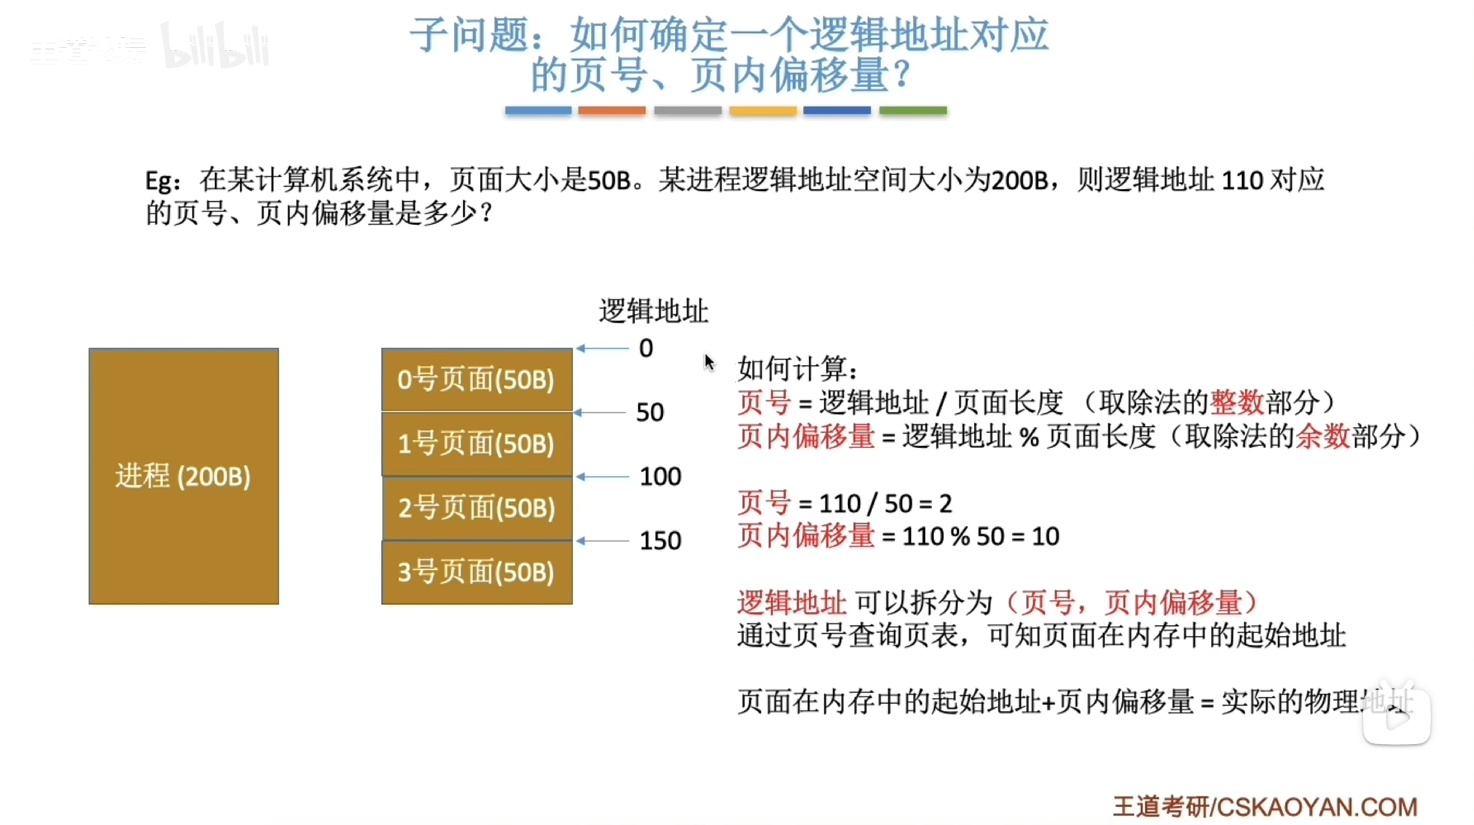 bilibili
子问题：如何确定一个逻辑地址对应
的页号、页内偏移量？
Eg：在某计算机系统中，页面大小是50B。某进程逻辑地址空间大小为200B，则逻辑地址 110 对应
的页号、页内偏移量是多少？
逻辑地址
0
进程 (200B)
0号页面(50B)
50
1号页面(50B)
100
2号页面(50B)
150
3号页面(50B)
如何计算：
页号 = 逻辑地址 / 页面长度 （取除法的整数部分）
页内偏移量 = 逻辑地址 % 页面长度（取除法的余数部分）
页号 = 110 / 50 = 2
页内偏移量 = 110 % 50 = 10
逻辑地址 可以拆分为（页号，页内偏移量）
通过页号查询页表，可知页面在内存中的起始地址
页面在内存中的起始地址+页内偏移量 = 实际的物理地址
王道考研/CSKAOYAN.COM